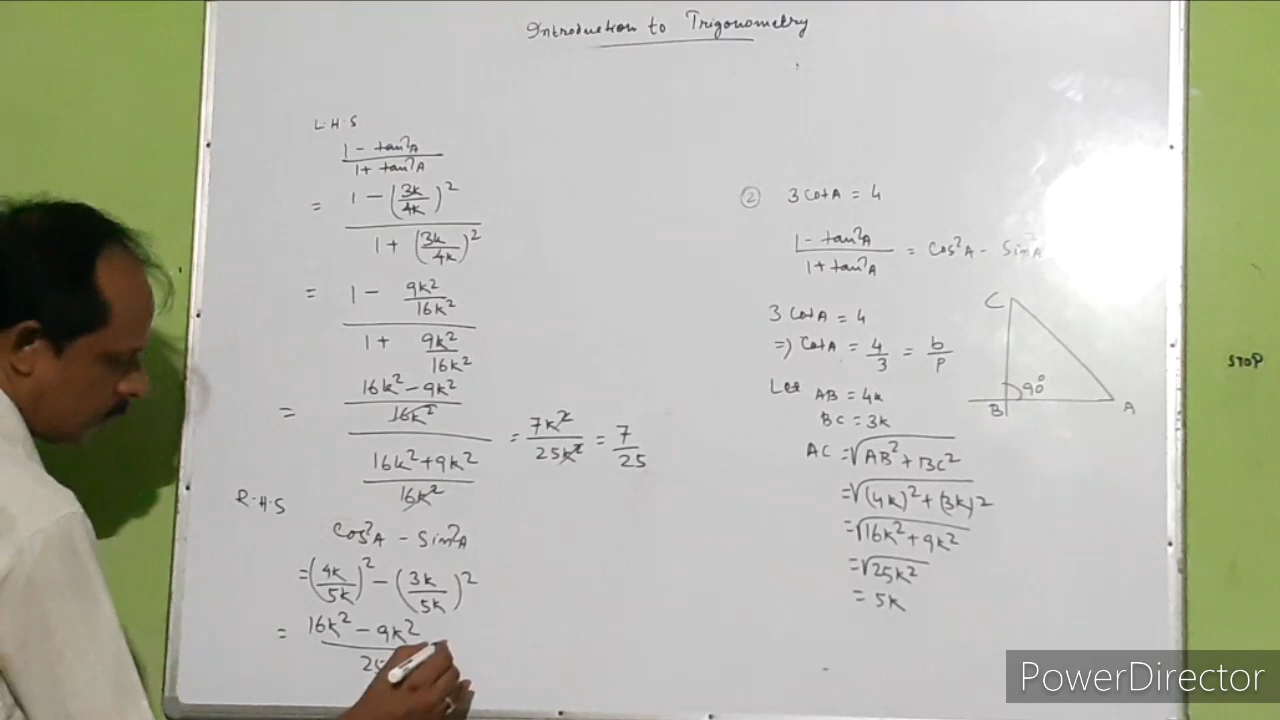 Introduction to Trigonometry
L.H.S
1 - tan²A
1 + tan²A
= 1 - (3k/4k)²
1 + (3k/4k)²
= 1 - 9k²/16k²
1 + 9k²/16k²
= 16k² - 9k²
16k²
16k² + 9k²
16k²
= 7k²/25k² = 7/25
R.H.S
Cos²A - Sin²A
= (4k/5k)² - (3k/5k)²
= 16k² - 9k²
25
② 3 Cot A = 4
1 - tan²A / 1 + tan²A = Cos²A - Sin²A
3 Cot A = 4
=) Cot A = 4/3 = b/p
Let AB = 4k
BC = 3k
AC = √AB² + BC²
= √(4k)² + (3k)²
= √16k² + 9k²
= √25k²
= 5k
C
90°
B
A
STOP
PowerDirector